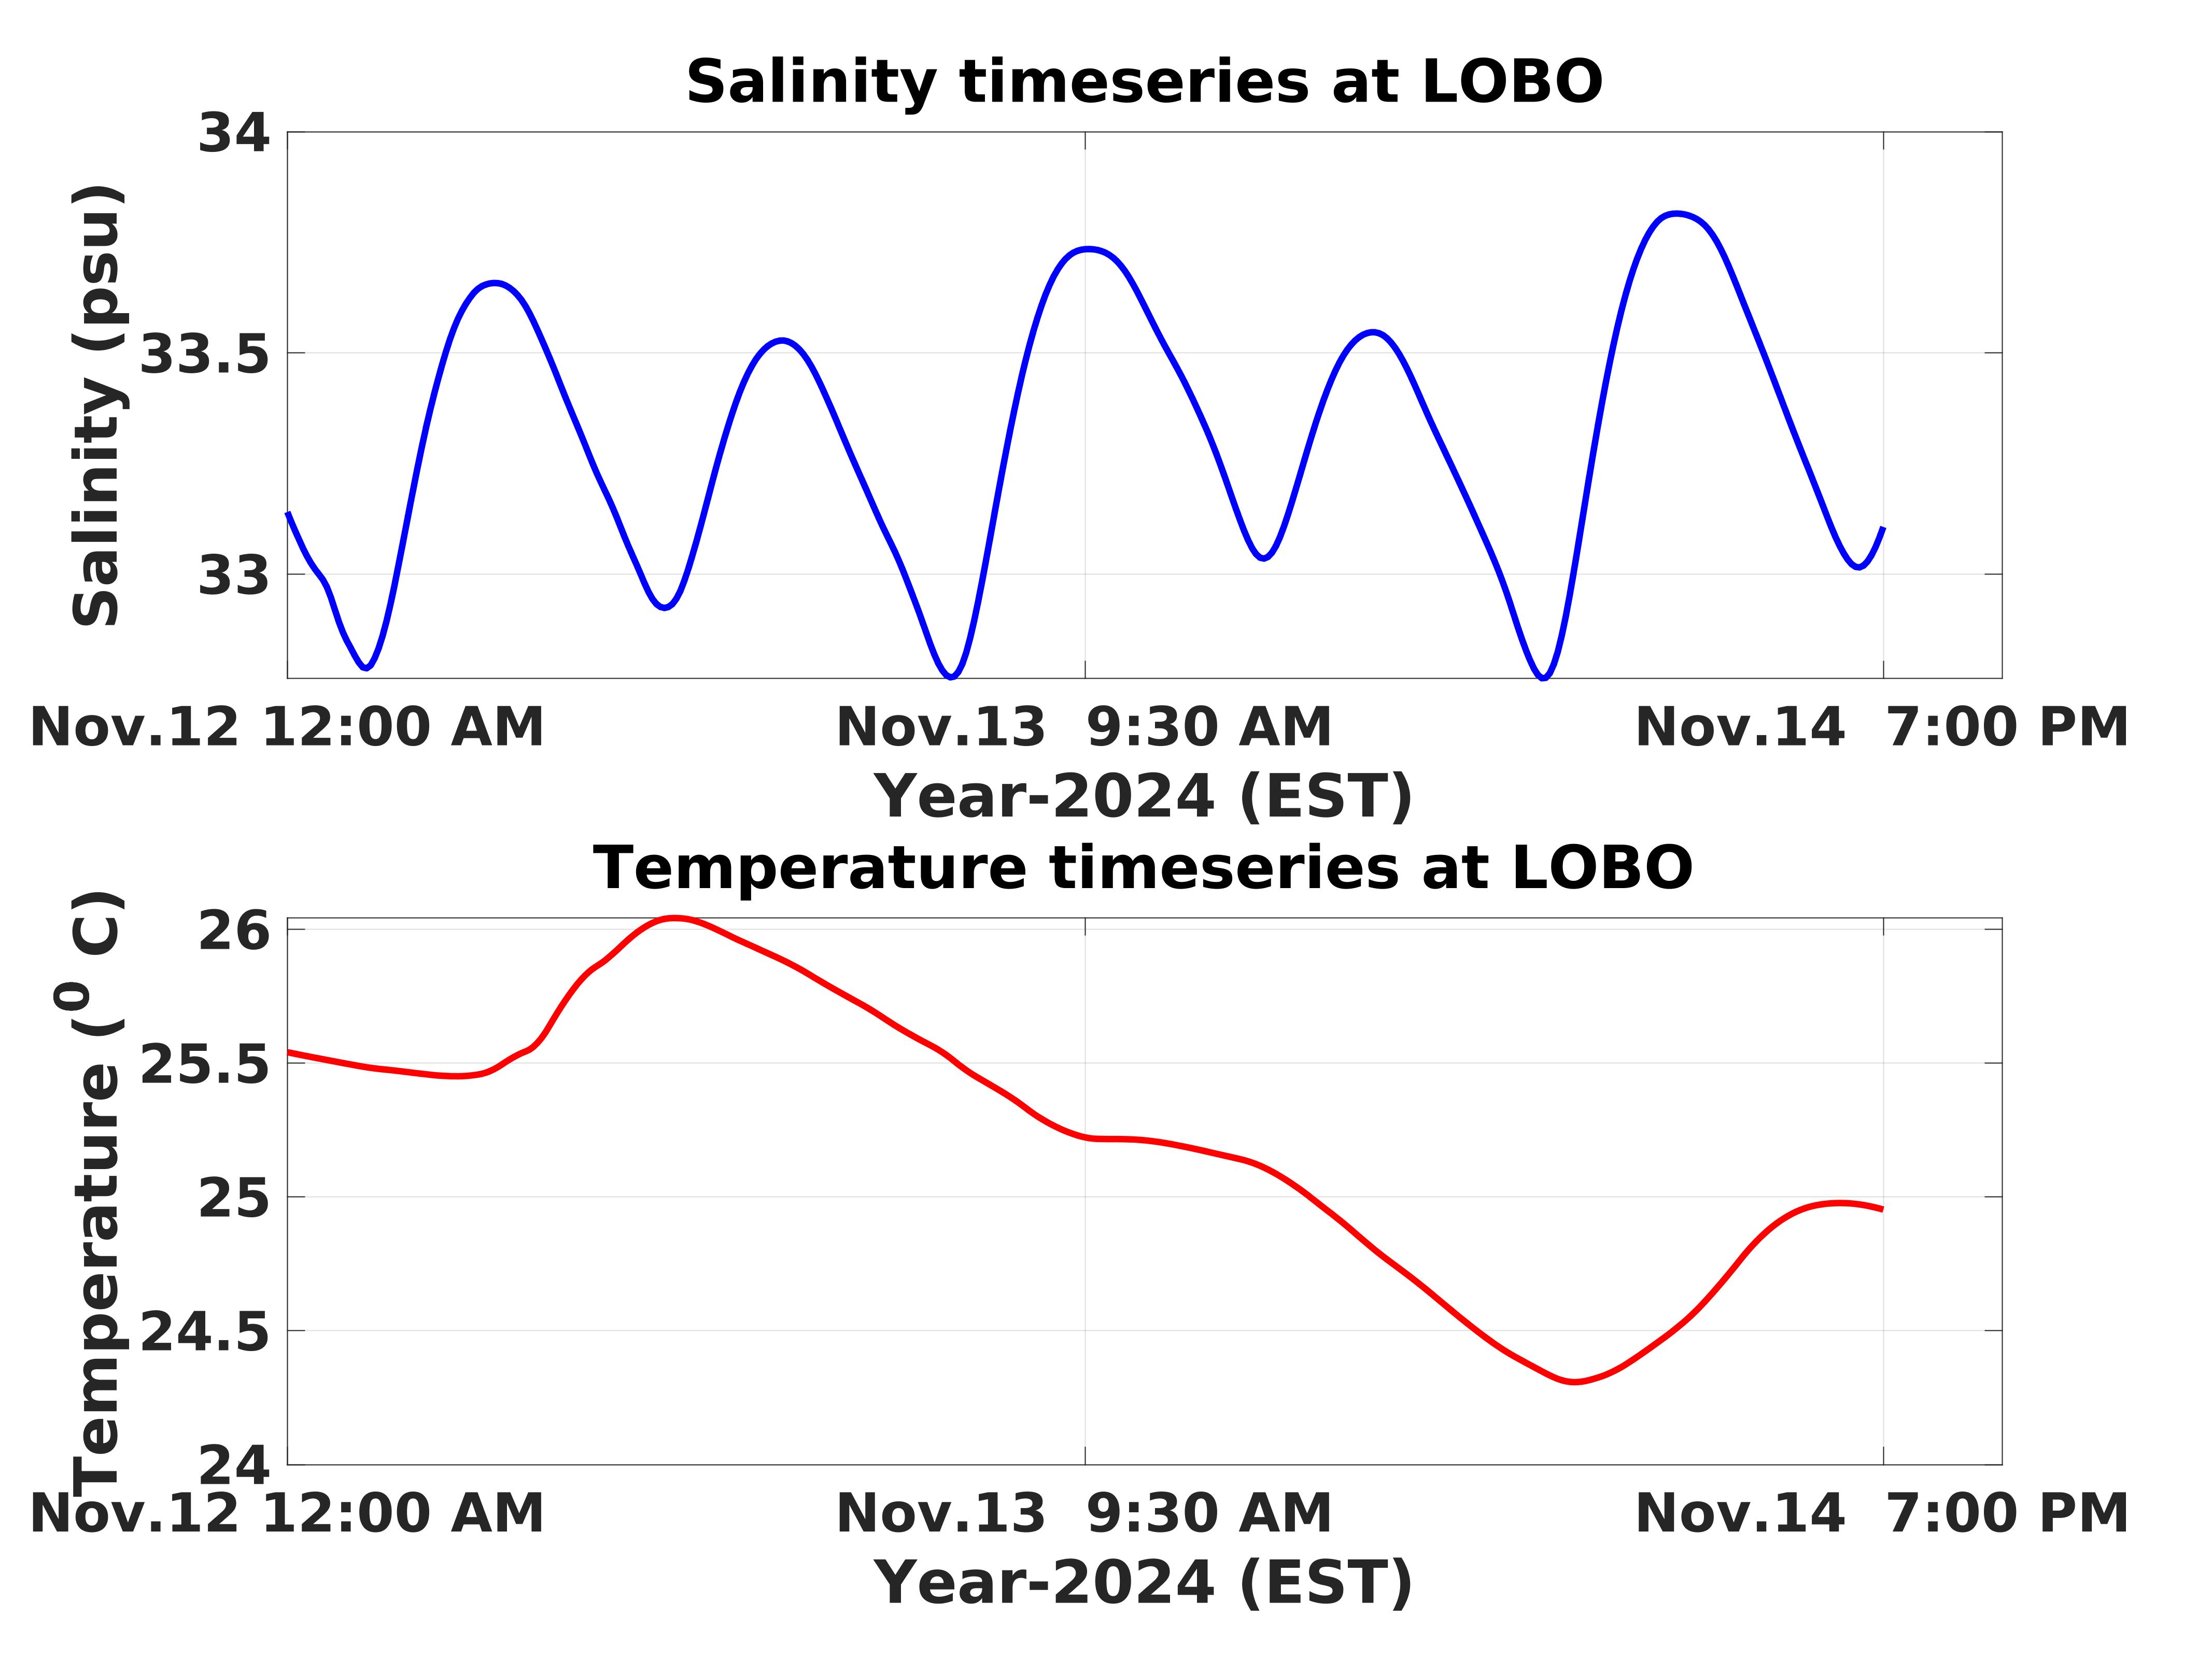 Salinity timeseries at LOBO
Salinity (psu)
34
33.5
33
Nov.12 12:00 AM Nov.13  9:30 AM Nov.14  7:00 PM
Year-2024 (EST)
Temperature timeseries at LOBO
Temperature (⁰ C)
26
25.5
25
24.5
24
Nov.12 12:00 AM Nov.13  9:30 AM Nov.14  7:00 PM
Year-2024 (EST)